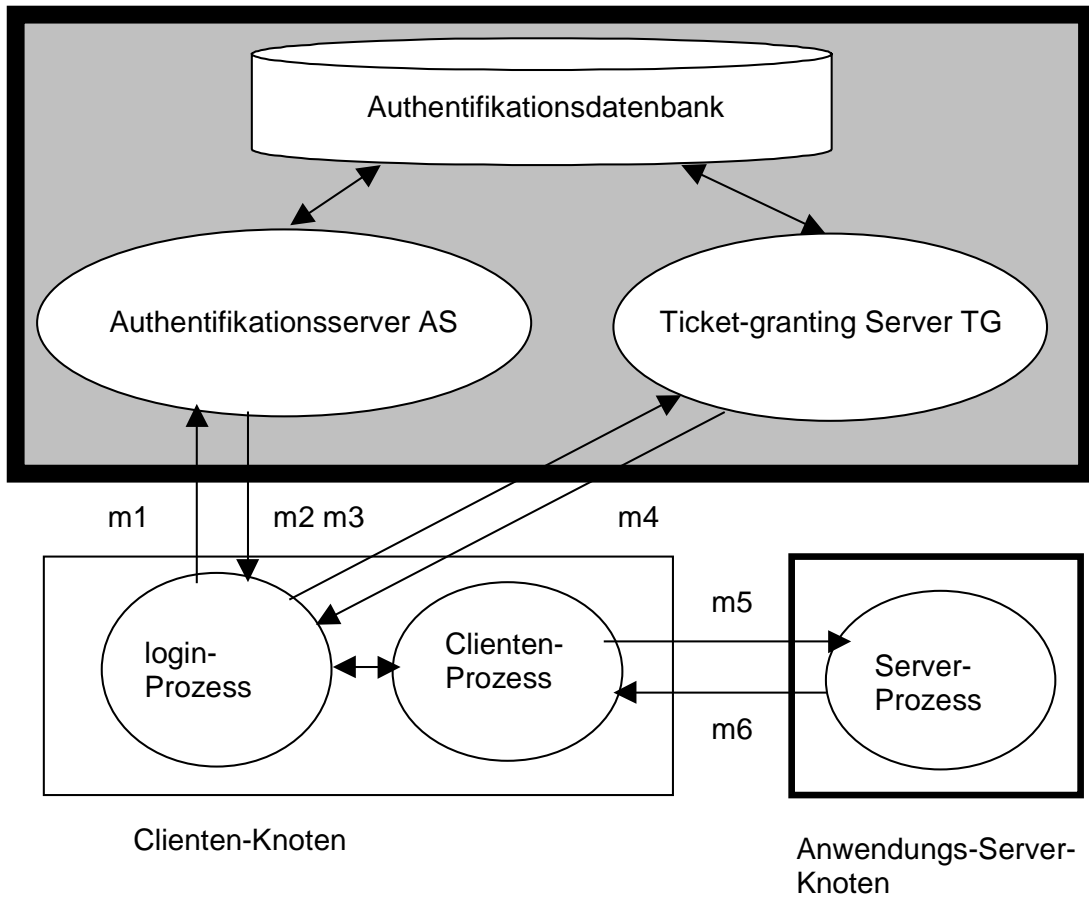 Authentifikationsdatenbank
Authentifikationsserver AS
Ticket-granting Server TG
m1
m2 m3
m4
login-
Prozess
Clienten-
Prozess
m5
m6
Server-
Prozess
Clienten-Knoten
Anwendungs-Server-
Knoten